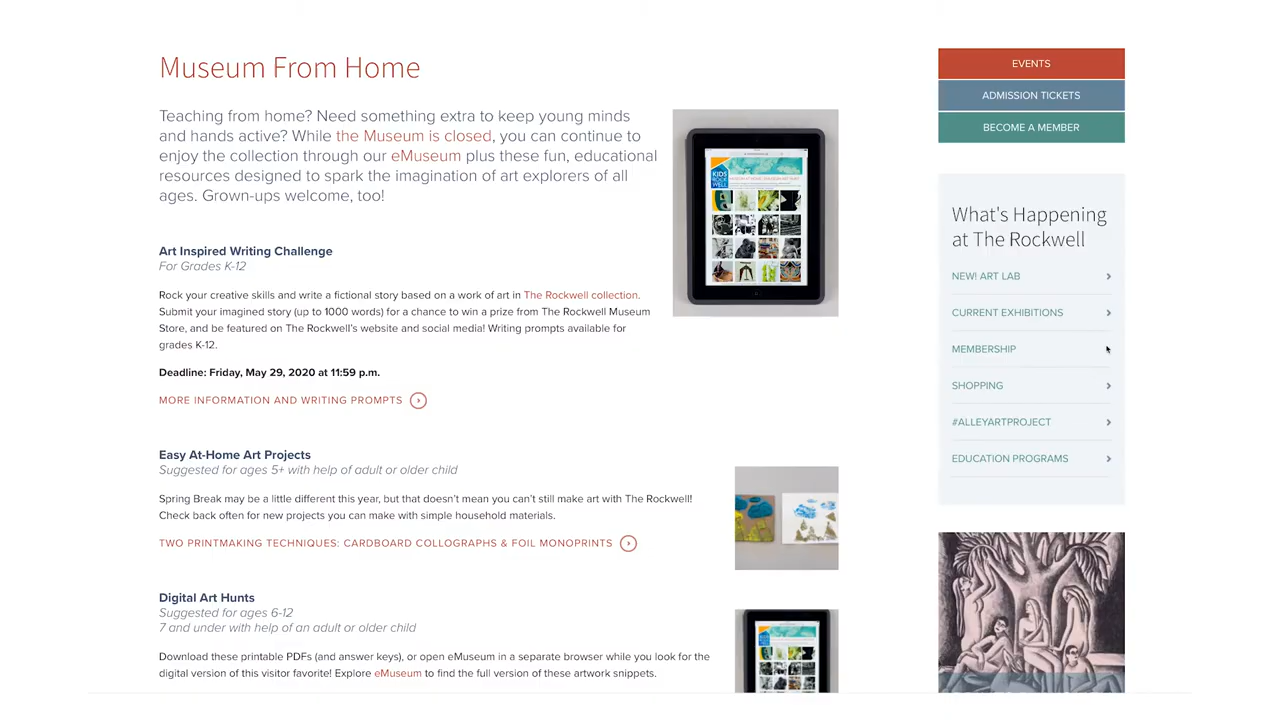 Museum From Home
Teaching from home? Need something extra to keep young minds
and hands active? While the Museum is closed, you can continue to
enjoy the collection through our eMuseum plus these fun, educational
resources designed to spark the imagination of art explorers of all
ages. Grown-ups welcome, too!
KIDS
ROCK
WELL
Art Inspired Writing Challenge
For Grades K-12
Rock your creative skills and write a fictional story based on a work of art in The Rockwell collection.
Submit your imagined story (up to 1000 words) for a chance to win a prize from The Rockwell Museum
Store, and be featured on The Rockwell's website and social media! Writing prompts available for
grades K-12.
Deadline: Friday, May 29, 2020 at 11:59 p.m.
MORE INFORMATION AND WRITING PROMPTS
Easy At-Home Art Projects
Suggested for ages 5+ with help of adult or older child
Spring Break may be a little different this year, but that doesn't mean you can't still make art with The Rockwell!
Check back often for new projects you can make with simple household materials.
TWO PRINTMAKING TECHNIQUES: CARDBOARD COLLOGRAPHS & FOIL MONOPRINTS
Digital Art Hunts
Suggested for ages 6-12
7 and under with help of an adult or older child
Download these printable PDFs (and answer keys), or open eMuseum in a separate browser while you look for the
digital version of this visitor favorite! Explore eMuseum to find the full version of these artwork snippets.
EVENTS
ADMISSION TICKETS
BECOME A MEMBER
What's Happening
at The Rockwell
NEW! ART LAB
CURRENT EXHIBITIONS
MEMBERSHIP
SHOPPING
#ALLEYARTPROJECT
EDUCATION PROGRAMS